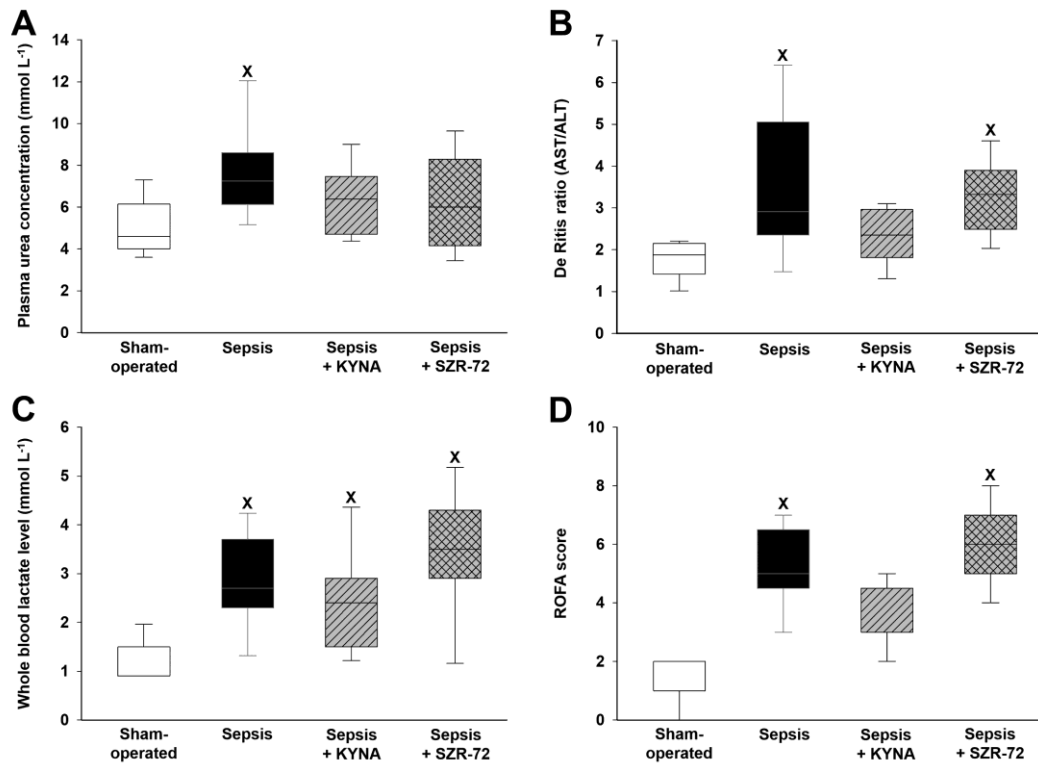 A
Plasma urea concentration (mmol L⁻¹)
14
12
10
8
6
4
2
0
X
Sham-
operated
Sepsis
Sepsis
+ KYNA
Sepsis
+ SZR-72
B
De Ritis ratio (AST/ALT)
7
6
5
4
3
2
1
0
X
X
Sham-
operated
Sepsis
Sepsis
+ KYNA
Sepsis
+ SZR-72
C
Whole blood lactate level (mmol L⁻¹)
6
5
4
3
2
1
0
X
X
X
Sham-
operated
Sepsis
Sepsis
+ KYNA
Sepsis
+ SZR-72
D
ROFA score
10
8
6
4
2
0
X
X
Sham-
operated
Sepsis
Sepsis
+ KYNA
Sepsis
+ SZR-72